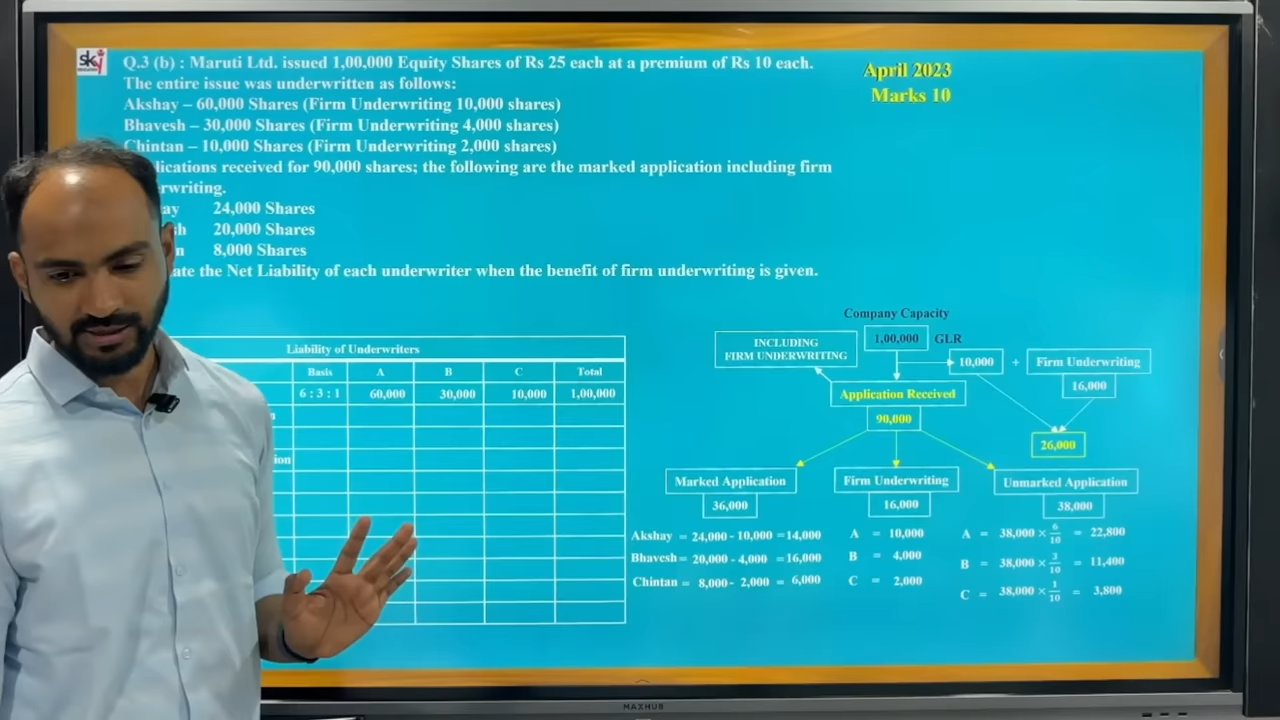 sky
Q.3 (b) : Maruti Ltd. issued 1,00,000 Equity Shares of Rs 25 each at a premium of Rs 10 each.
The entire issue was underwritten as follows:
Akshay – 60,000 Shares (Firm Underwriting 10,000 shares)
Bhavesh – 30,000 Shares (Firm Underwriting 4,000 shares)
Chintan – 10,000 Shares (Firm Underwriting 2,000 shares)
lications received for 90,000 shares; the following are the marked application including firm
rwriting.
ay 24,000 Shares
sh 20,000 Shares
n 8,000 Shares
ate the Net Liability of each underwriter when the benefit of firm underwriting is given.
April 2023
Marks 10
Liability of Underwriters
Basis A B C Total
6 : 3 : 1 60,000 30,000 10,000 1,00,000
ion
Company Capacity
1,00,000 GLR
INCLUDING
FIRM UNDERWRITING
10,000 + Firm Underwriting
16,000
Application Received
90,000
26,000
Marked Application
36,000
Akshay = 24,000 - 10,000 = 14,000
Bhavesh = 20,000 - 4,000 = 16,000
Chintan = 8,000 - 2,000 = 6,000
Firm Underwriting
16,000
A = 10,000
B = 4,000
C = 2,000
Unmarked Application
38,000
A = 38,000 × 6/10 = 22,800
B = 38,000 × 3/10 = 11,400
C = 38,000 × 1/10 = 3,800
MAXHUB